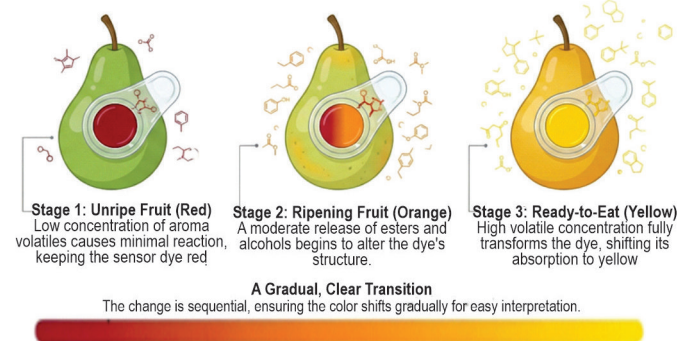 Stage 1: Unripe Fruit (Red)
Low concentration of aroma
volatiles causes minimal reaction,
keeping the sensor dye red
Stage 2: Ripening Fruit (Orange)
A moderate release of esters and
alcohols begins to alter the dye's
structure.
Stage 3: Ready-to-Eat (Yellow)
High volatile concentration fully
transforms the dye, shifting its
absorption to yellow
A Gradual, Clear Transition
The change is sequential, ensuring the color shifts gradually for easy interpretation.